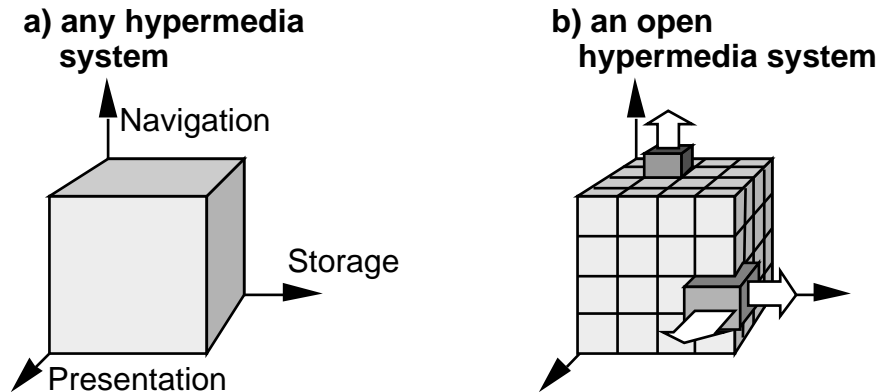 a) any hypermedia
system
b) an open
hypermedia system
Navigation
Storage
Presentation